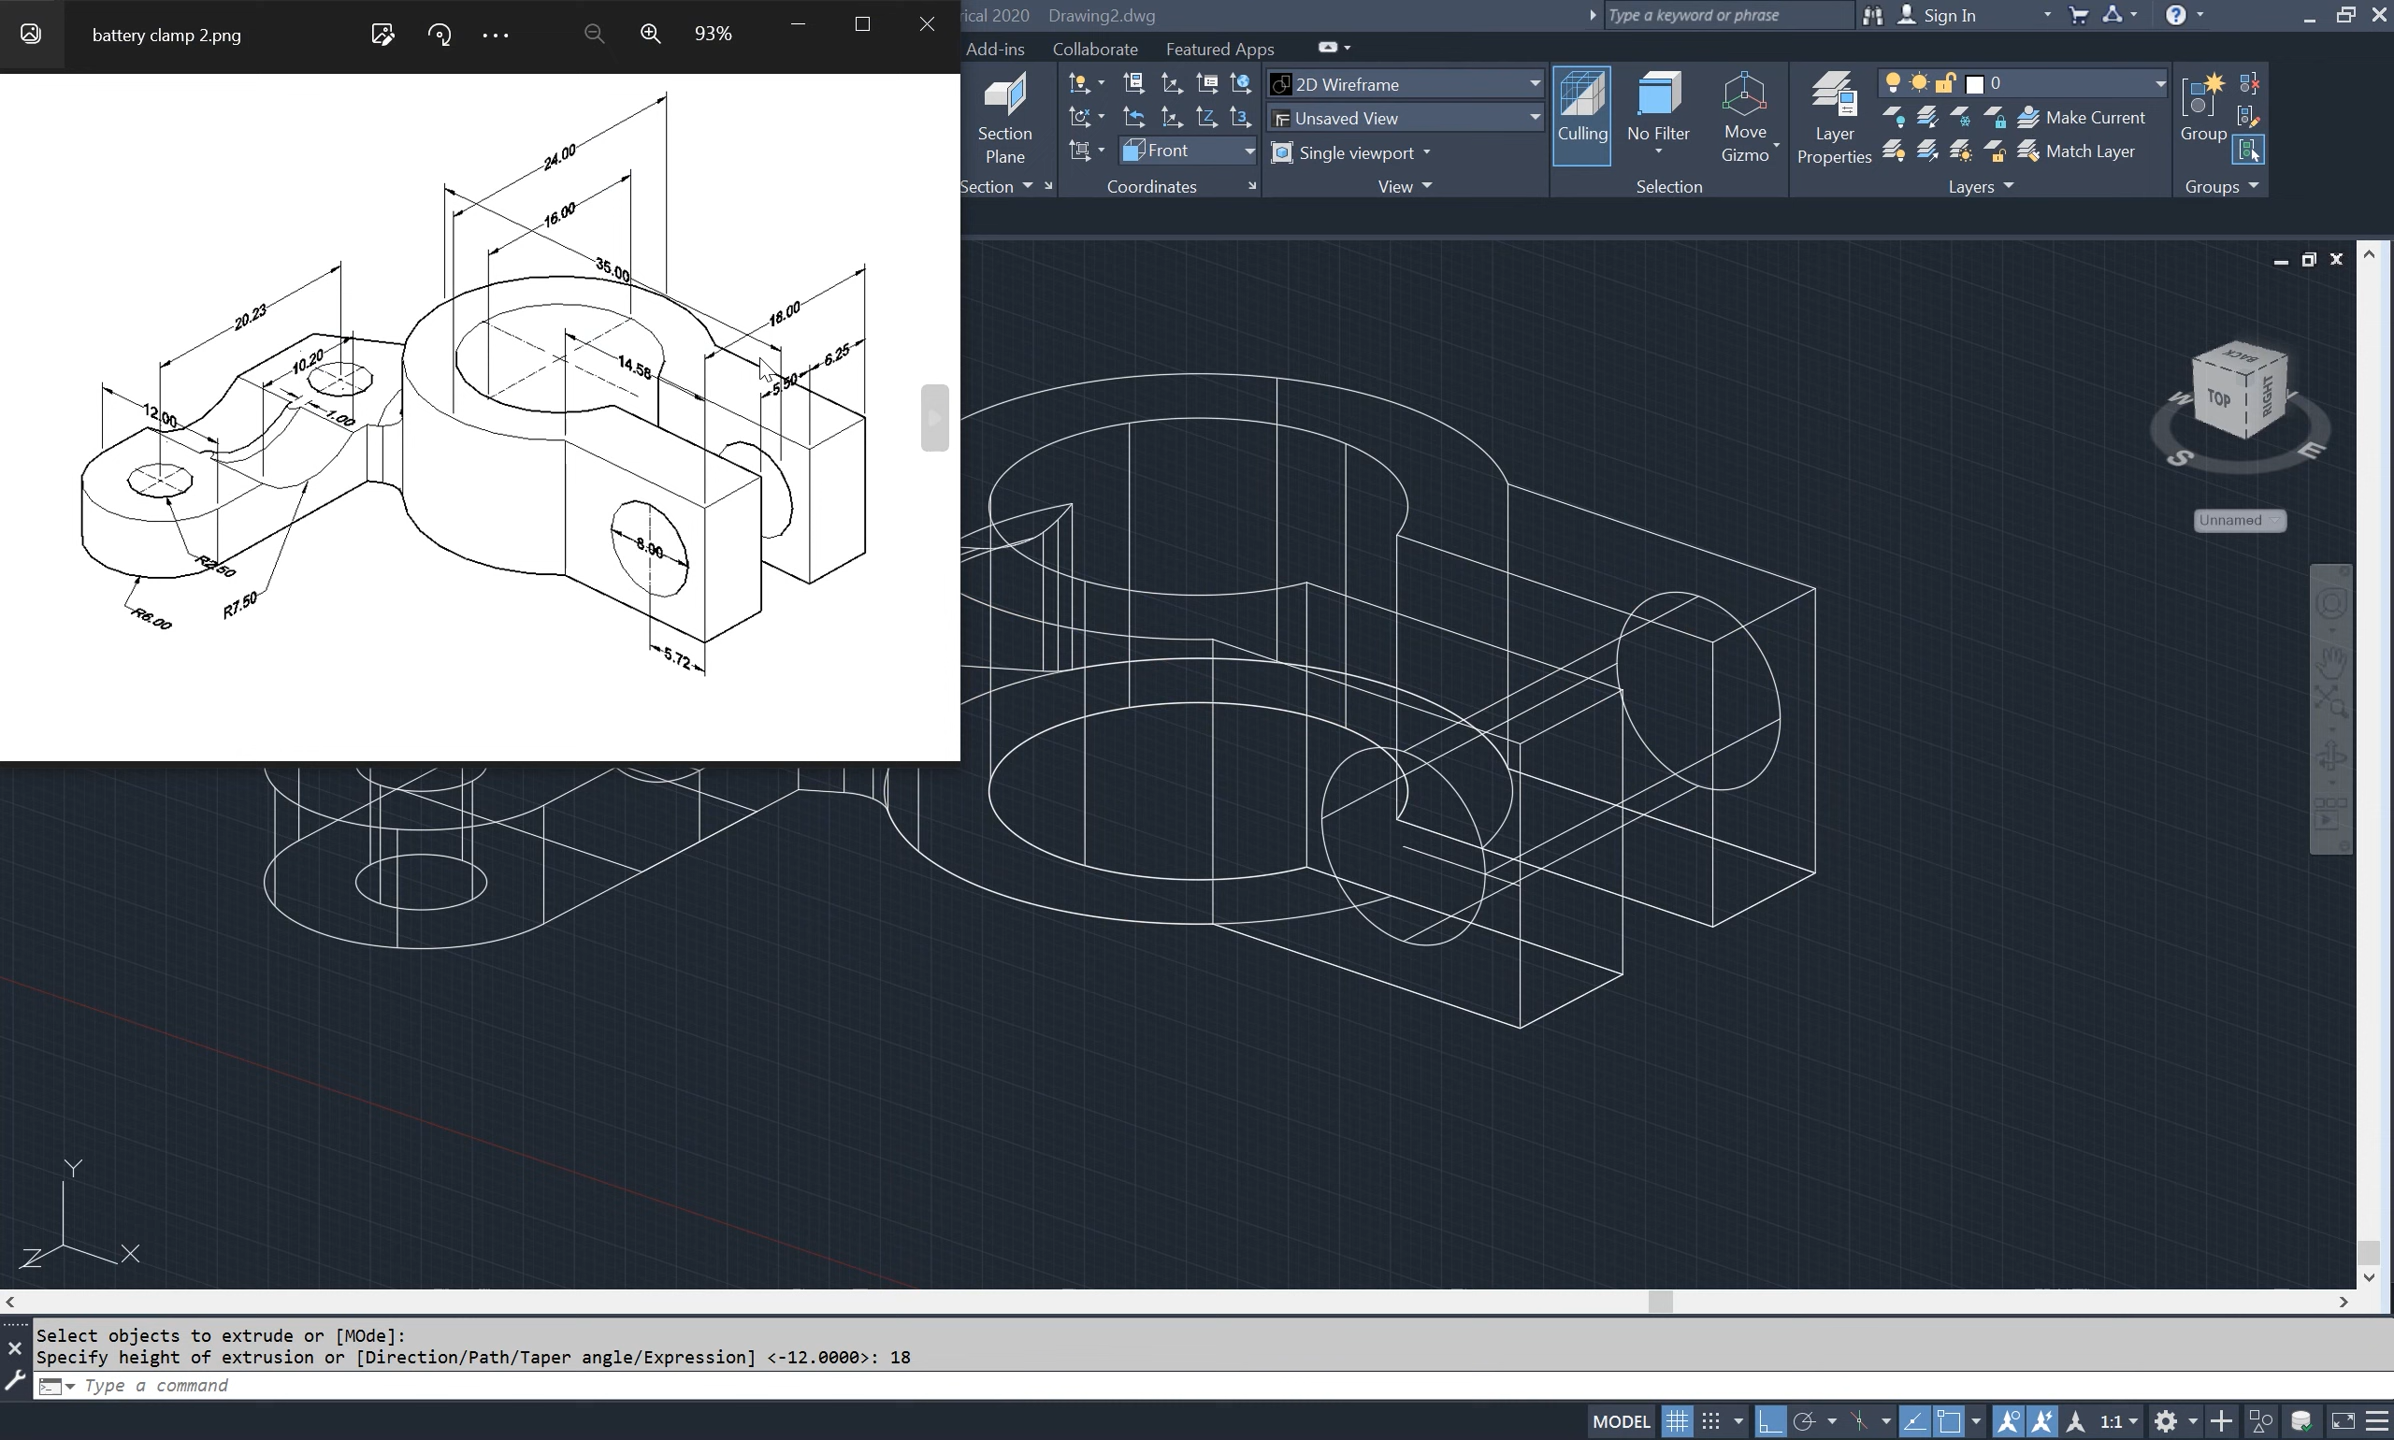 battery clamp 2.png
93%
rical 2020 Drawing2.dwg
Type a keyword or phrase
Sign In
Add-ins Collaborate Featured Apps
2D Wireframe
Unsaved View
Front
Single viewport
Section
Plane
Culling
No Filter
Move
Gizmo
Layer
Properties
0
Make Current
Match Layer
Group
Section Coordinates View Selection Layers Groups
24.00
16.00
35.00
20.23
18.00
10.20
14.58
6.25
5.50
12.00
1.00
8.00
R2.50
R7.50
R6.00
5.72
BACK
TOP
RIGHT
W
S
E
Unnamed
Y
Z
X
Select objects to extrude or [MOde]:
Specify height of extrusion or [Direction/Path/Taper angle/Expression] <-12.0000>: 18
Type a command
MODEL
1:1